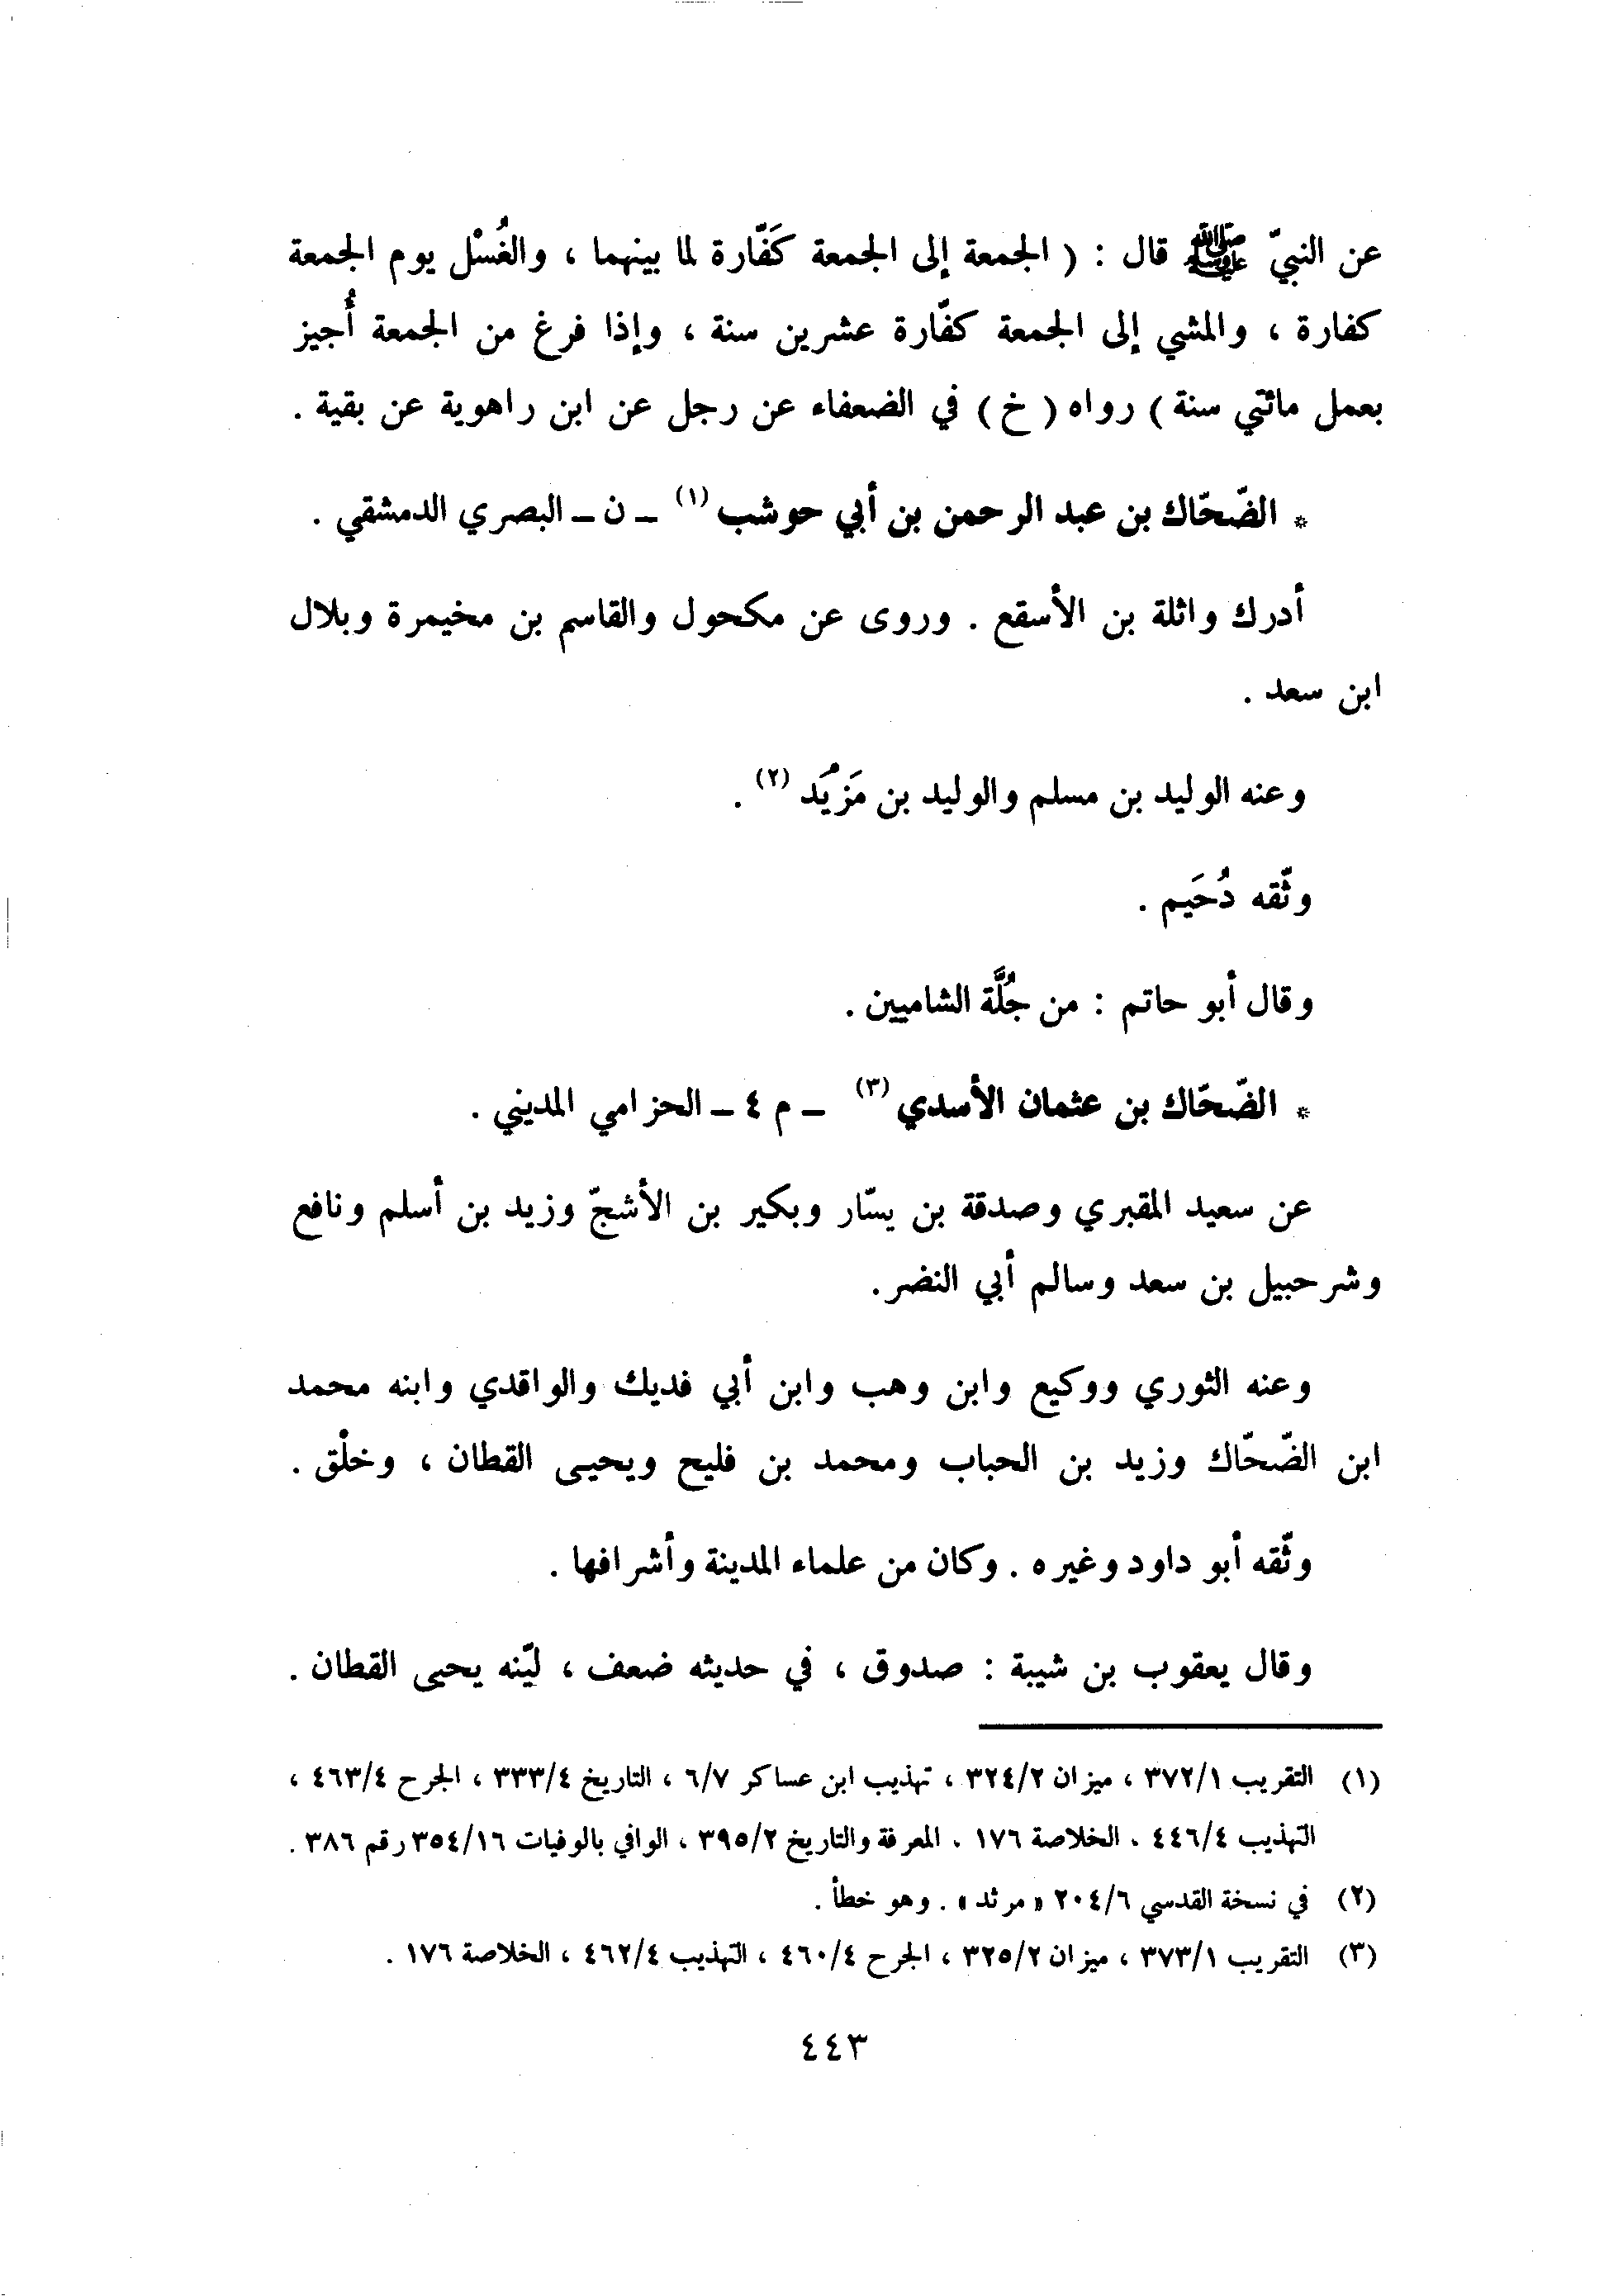 عن النبيّ ﷺ قال : ( الجمعة إلى الجمعة كَفّارة لما بينهما ، والغُسْل يوم الجمعة
كفارة ، والمشي إلى الجمعة كفّارة عشرين سنة ، وإذا فرغ من الجمعة أُجيز
بعمل مائتي سنة ) رواه ( خ ) في الضعفاء عن رجل عن ابن راهوية عن بقية .
* الضّحّاك بن عبد الرحمن بن أبي حوشب (١) ــ ن ــ البصري الدمشقي .
أدرك واثلة بن الأسقع . وروى عن مكحول والقاسم بن مخيمرة وبلال
ابن سعد .
وعنه الوليد بن مسلم والوليد بن مَزْيَد (٢) .
وثّقه دُحَيم .
وقال أبو حاتم : من جُلَّة الشاميين .
* الضّحّاك بن عثمان الأسدي (٣) ــ م ٤ ــ الحزامي المديني .
عن سعيد المقبري وصدقة بن يسّار وبكير بن الأشجّ وزيد بن أسلم ونافع
وشرحبيل بن سعد وسالم أبي النضر.
وعنه الثوري ووكيع وابن وهب وابن أبي فديك والواقدي وابنه محمد
ابن الضّحّاك وزيد بن الحباب ومحمد بن فليح ويحيى القطان ، وخلْق .
وثّقه أبو داود وغيره . وكان من علماء المدينة وأشرافها .
وقال يعقوب بن شيبة : صدوق ، في حديثه ضعف ، ليّنه يحيى القطان .
(١) التقريب ٣٧٢/١ ، ميزان ٣٢٤/٢ ، تهذيب ابن عساكر ٦/٧ ، التاريخ ٣٣٣/٤ ، الجرح ٤٦٣/٤ ،
التهذيب ٤٤٦/٤ ، الخلاصة ١٧٦ . المعرفة والتاريخ ٣٩٥/٢ ، الوافي بالوفيات ٣٥٤/١٦ رقم ٣٨٦ .
(٢) في نسخة القدسي ٢٠٤/٦ « مرثد » . وهو خطأ .
(٣) التقريب ٣٧٣/١ ، ميزان ٣٢٥/٢ ، الجرح ٤٦٠/٤ ، التهذيب ٤٦٢/٤ ، الخلاصة ١٧٦ .
٤٤٣